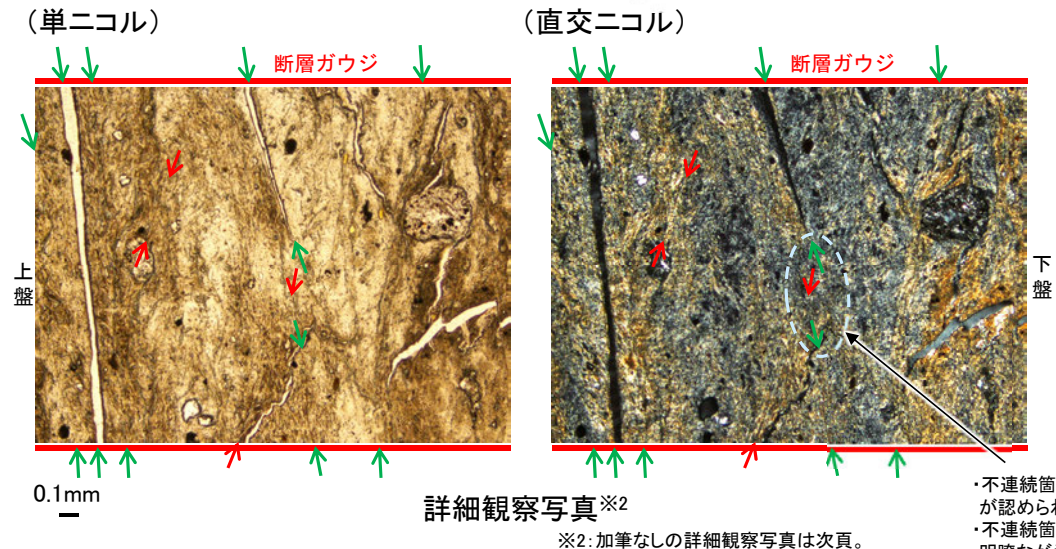 （単ニコル）
（直交ニコル）
断層ガウジ
断層ガウジ
上盤
下盤
0.1mm
詳細観察写真※2
※2:加筆なしの詳細観察写真は次頁。
・不連続箇
が認められ
・不連続箇